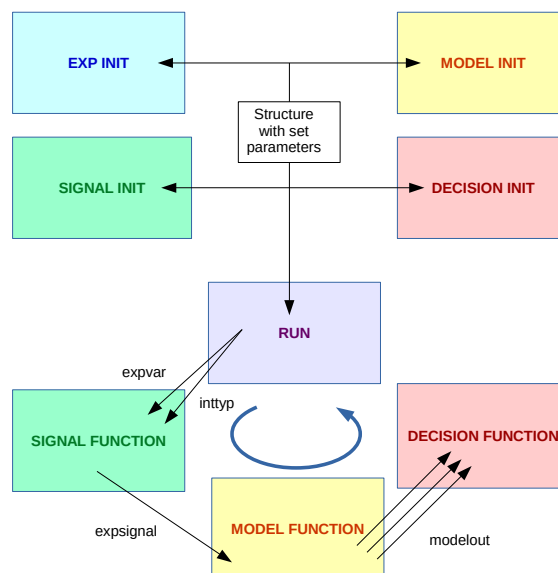 EXP INIT
MODEL INIT
Structure
with set
parameters
SIGNAL INIT
DECISION INIT
RUN
expvar
inttyp
SIGNAL FUNCTION
DECISION FUNCTION
expsignal
MODEL FUNCTION
modelout